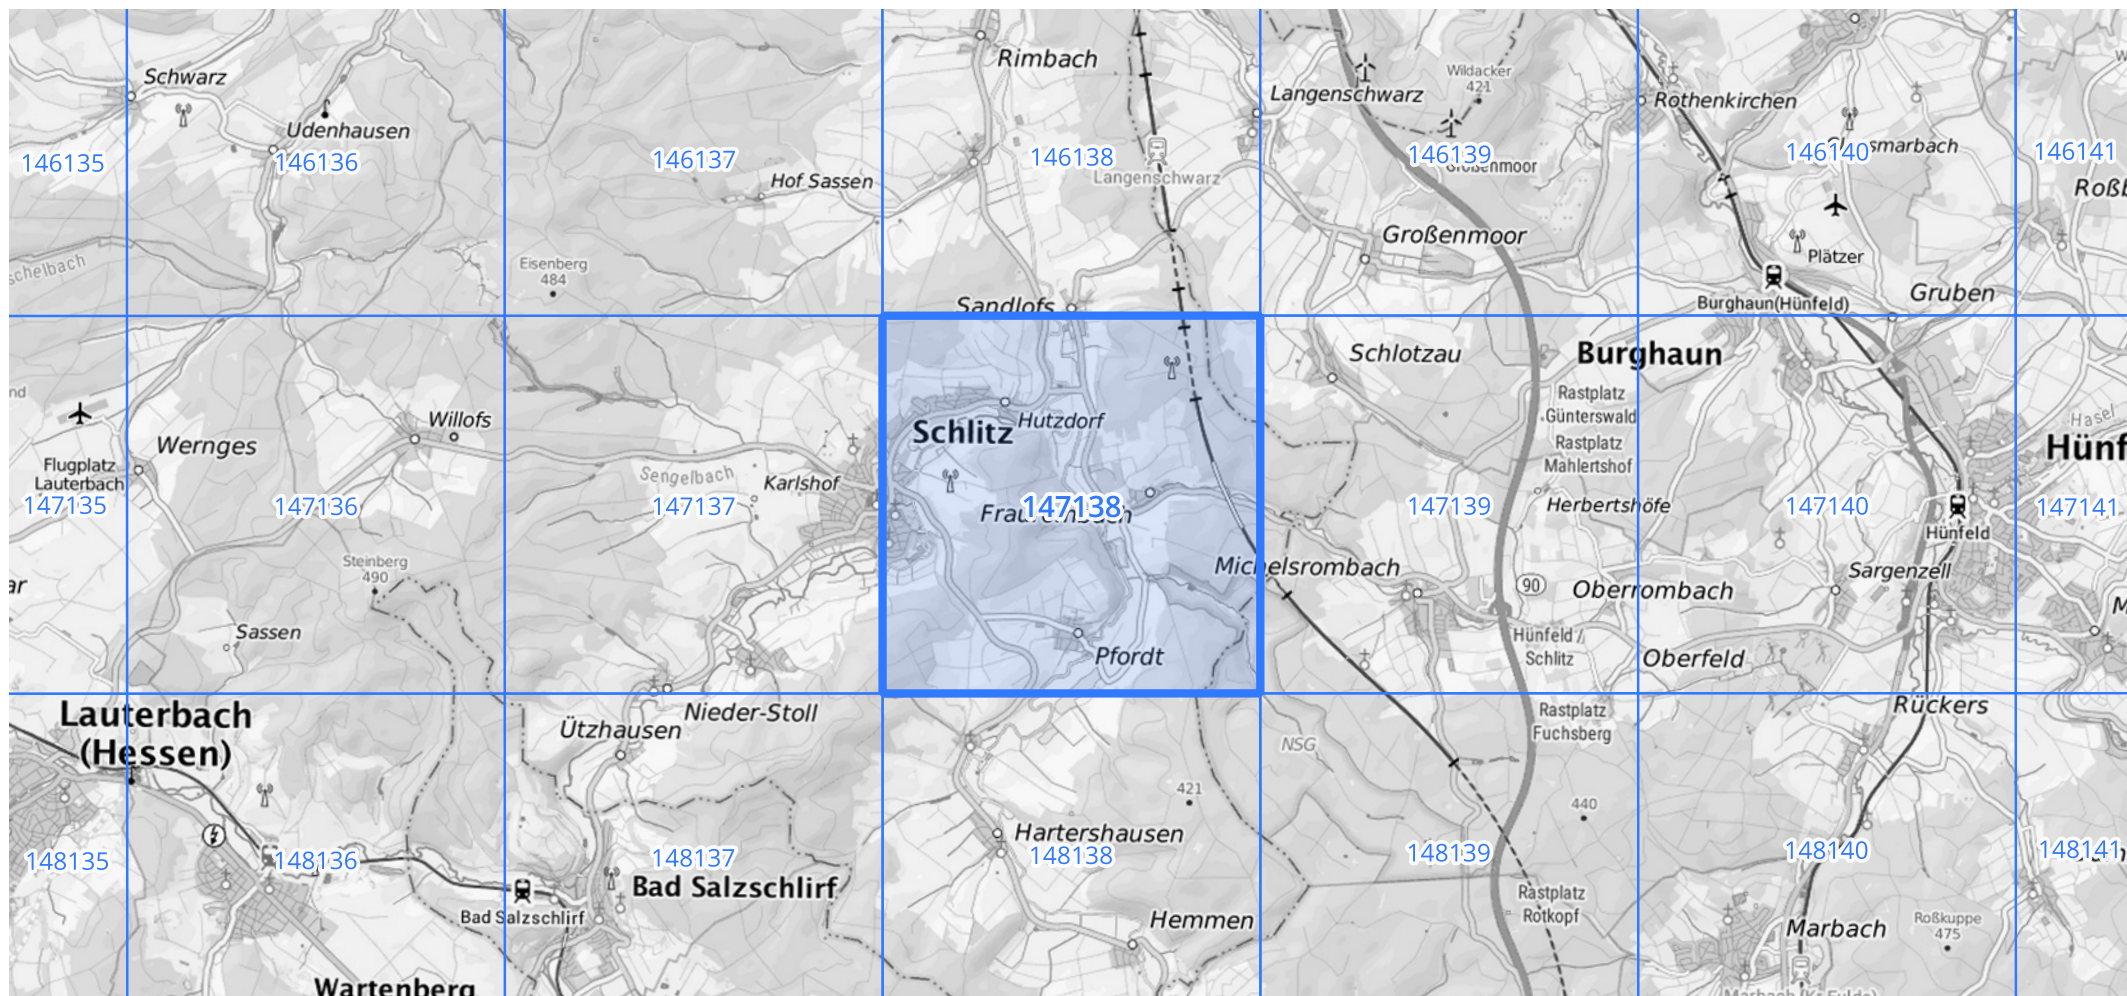 Schwarz
Rimbach
Wildacker
421
Langenschwarz
Rothenkirchen
Udenhausen
146135
146136
146137
146138
146139
146140
146141
Großenmoor
Langenschwarz
Hof Sassen
Großenmoor
Plätzer
Eisenberg
484
Burghaun(Hünfeld)
Gruben
Sandlofs
Schlotzau
Burghaun
Rastplatz
Günterswald
Rastplatz
Mahlertshof
Willofs
Wernges
Hutzdorf
Schlitz
Hasel
Hünf
Flugplatz
Lauterbach
Sengelbach
Karlshof
Herbertshöfe
147135
147136
147137
147138
147139
147140
147141
Hünfeld
Steinberg
490
Michelsrombach
90
Oberrombach
Sargenzell
ar
Sassen
Hünfeld /
Schlitz
Oberfeld
Pfordt
Lauterbach
(Hessen)
Nieder-Stoll
Ützhausen
Rastplatz
Fuchsberg
Rückers
NSG
421
440
Hartershausen
148135
148136
148137
148138
148139
148140
148141
Bad Salzschlirf
Bad Salzschlirf
Rastplatz
Rotkopf
Hemmen
Marbach
Roßkuppe
475
Wartenberg